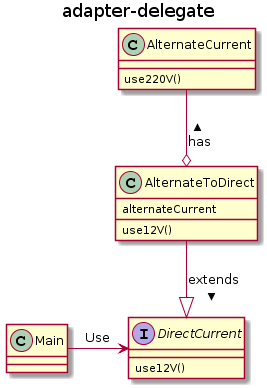 adapter-delegate
C AlternateCurrent
use220V()
▲
has
C AlternateToDirect
alternateCurrent
use12V()
extends
▼
C Main
Use
I DirectCurrent
use12V()